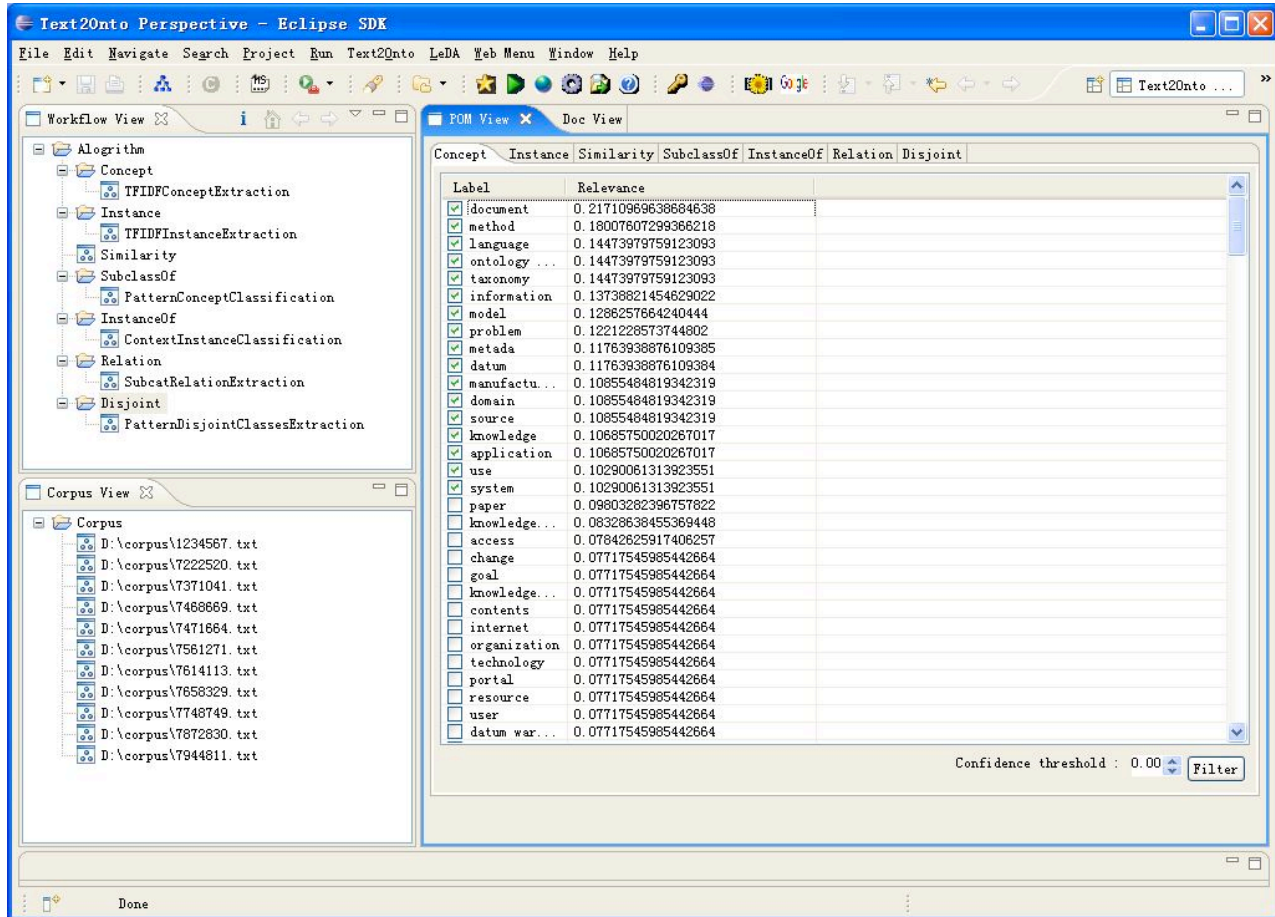 Text2Onto Perspective - Eclipse SDK
File Edit Navigate Search Project Run Text2Onto LeDA Web Menu Window Help
Text2Onto ...
Workflow View
Alogrithm
Concept
TFIDFConceptExtraction
Instance
TFIDFInstanceExtraction
Similarity
SubclassOf
PatternConceptClassification
InstanceOf
ContextInstanceClassification
Relation
SubcatRelationExtraction
Disjoint
PatternDisjointClassesExtraction
Corpus View
Corpus
D:\corpus\1234567.txt
D:\corpus\7222520.txt
D:\corpus\7371041.txt
D:\corpus\7468669.txt
D:\corpus\7471664.txt
D:\corpus\7561271.txt
D:\corpus\7614113.txt
D:\corpus\7658329.txt
D:\corpus\7748749.txt
D:\corpus\7872830.txt
D:\corpus\7944811.txt
POM View Doc View
Concept Instance Similarity SubclassOf InstanceOf Relation Disjoint
Label Relevance
document 0.21710969638684638
method 0.18007607299366218
language 0.14473979759123093
ontology ... 0.14473979759123093
taxonomy 0.14473979759123093
information 0.13738821454629022
model 0.1286257664240444
problem 0.1221228573744802
metada 0.11763938876109385
datum 0.11763938876109384
manufactu... 0.10855484819342319
domain 0.10855484819342319
source 0.10855484819342319
knowledge 0.10685750020267017
application 0.10685750020267017
use 0.10290061313923551
system 0.10290061313923551
paper 0.09803282396757822
knowledge... 0.08328638455369448
access 0.07842625917406257
change 0.07717545985442664
goal 0.07717545985442664
knowledge... 0.07717545985442664
contents 0.07717545985442664
internet 0.07717545985442664
organization 0.07717545985442664
technology 0.07717545985442664
portal 0.07717545985442664
resource 0.07717545985442664
user 0.07717545985442664
datum war... 0.07717545985442664
Confidence threshold : 0.00 Filter
Done